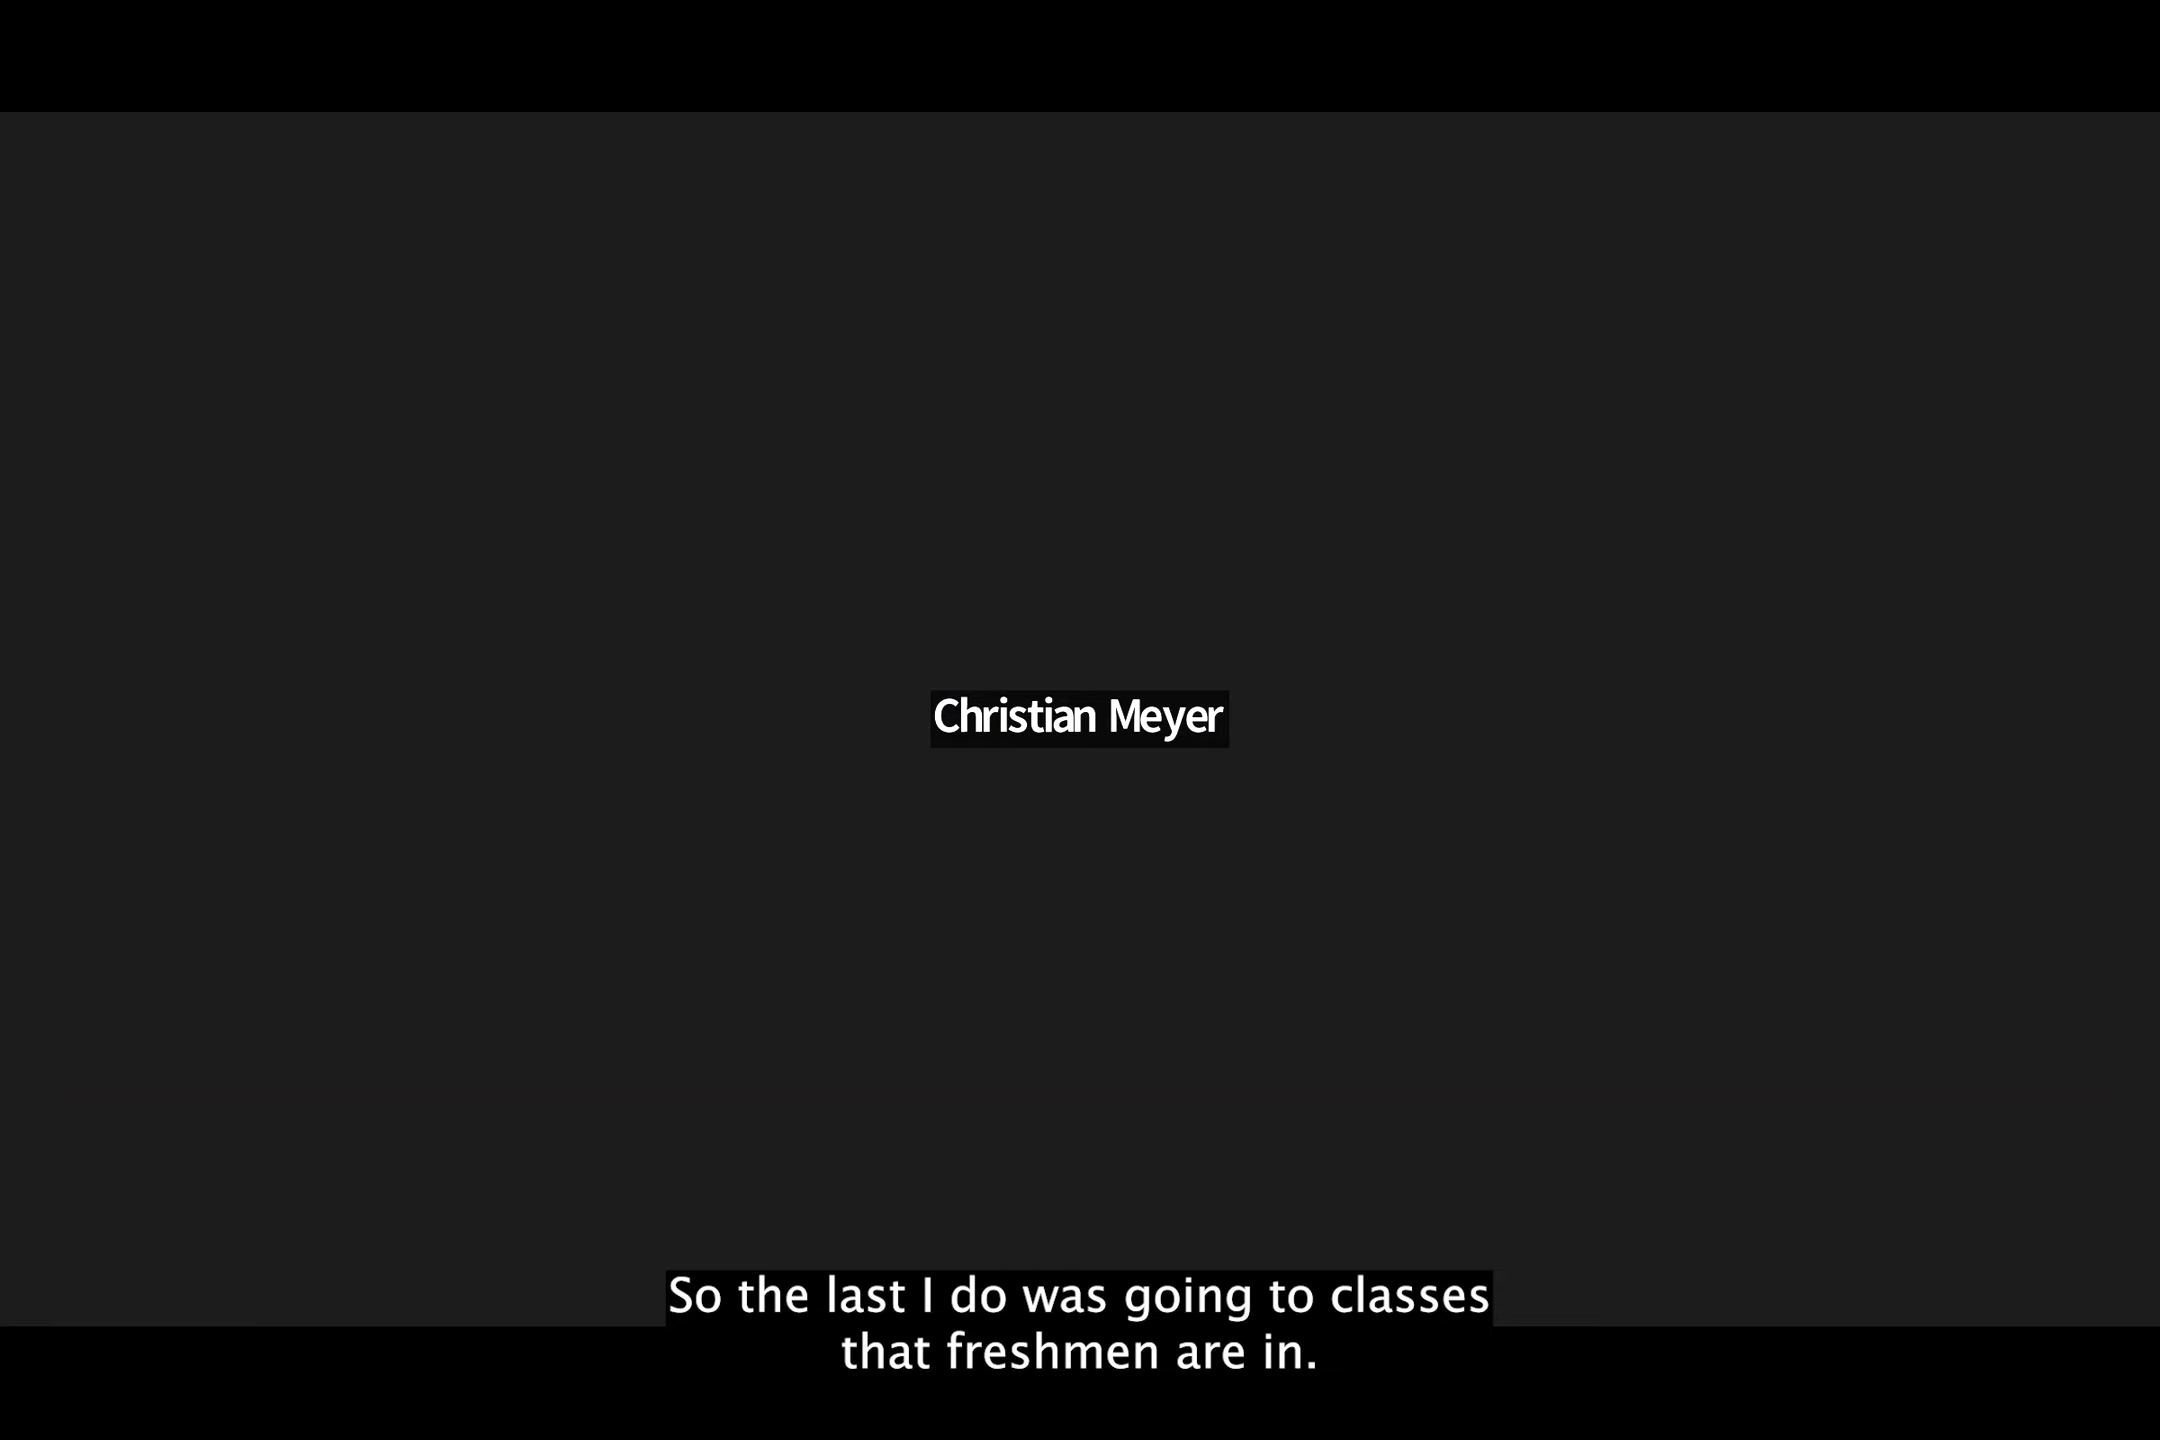 Christian Meyer
So the last I do was going to classes
that freshmen are in.